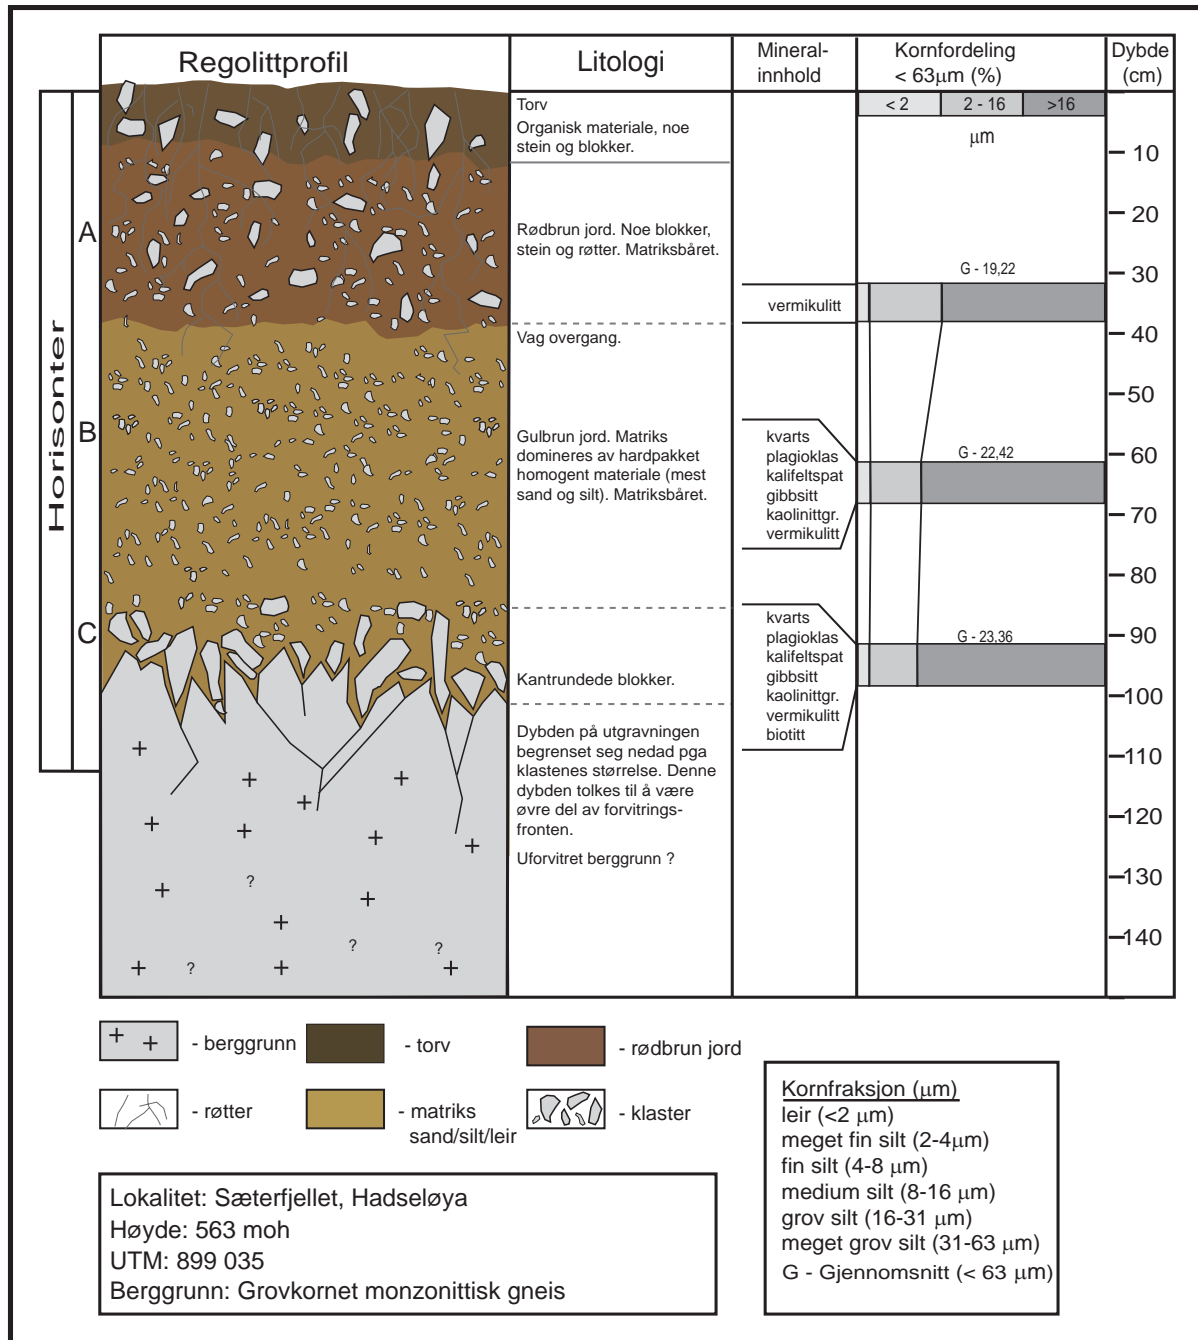 Regolittprofil
Litologi
Mineral-
innhold
Kornfordeling
< 63μm (%)
Dybde
(cm)
< 2
2 - 16
>16
μm
Horisonter
A
B
C
Torv
Organisk materiale, noe
stein og blokker.
Rødbrun jord. Noe blokker,
stein og røtter. Matriksbåret.
Vag overgang.
Gulbrun jord. Matriks
domineres av hardpakket
homogent materiale (mest
sand og silt). Matriksbåret.
Kantrundede blokker.
Dybden på utgravningen
begrenset seg nedad pga
klastenes størrelse. Denne
dybden tolkes til å være
øvre del av forvitrings-
fronten.
Uforvitret berggrunn ?
vermikulitt
kvarts
plagioklas
kalifeltspat
gibbsitt
kaolinittgr.
vermikulitt
kvarts
plagioklas
kalifeltspat
gibbsitt
kaolinittgr.
vermikulitt
biotitt
G - 19,22
G - 22,42
G - 23,36
10
20
30
40
50
60
70
80
90
100
110
120
130
140
?
?
?
?
- berggrunn
- torv
- rødbrun jord
- røtter
- matriks
sand/silt/leir
- klaster
Lokalitet: Sæterfjellet, Hadseløya
Høyde: 563 moh
UTM: 899 035
Berggrunn: Grovkornet monzonittisk gneis
Kornfraksjon (μm)
leir (<2 μm)
meget fin silt (2-4μm)
fin silt (4-8 μm)
medium silt (8-16 μm)
grov silt (16-31 μm)
meget grov silt (31-63 μm)
G - Gjennomsnitt (< 63 μm)